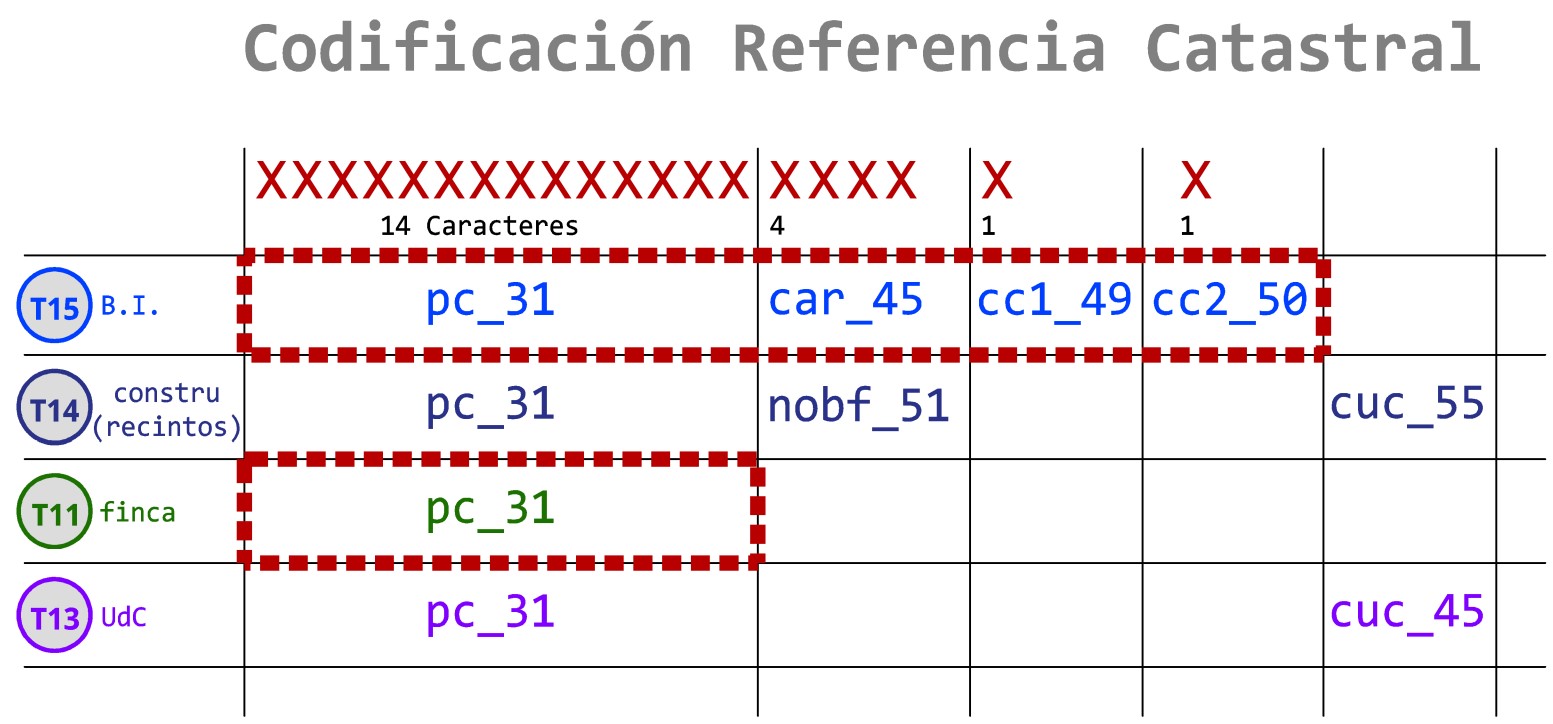 Codificación Referencia Catastral
XXXXXXXXXXXXXX XXXX X X
14 Caracteres 4 1 1
T15 B.I. pc_31 car_45 cc1_49 cc2_50
T14 constru (recintos) pc_31 nobf_51 cuc_55
T11 finca pc_31
T13 UdC pc_31 cuc_45